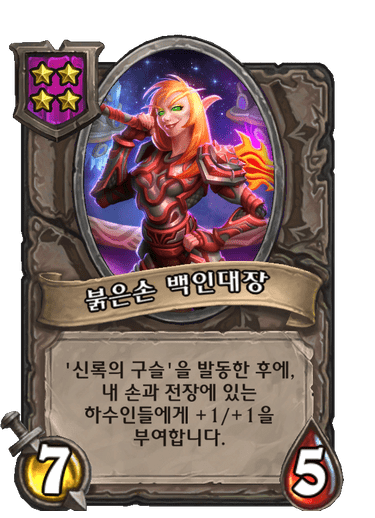 붉은손 백인대장
'신록의 구슬'을 발동한 후에,
내 손과 전장에 있는
하수인들에게 +1/+1을
부여합니다.
7
5